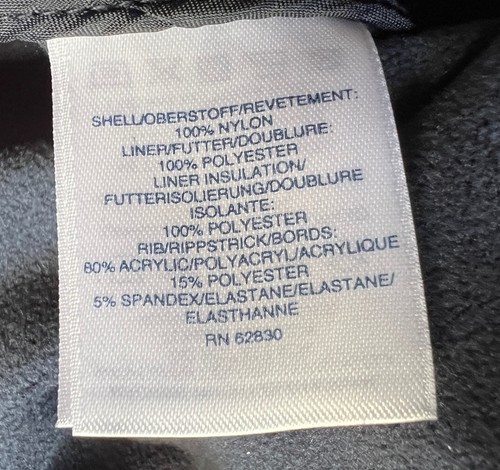 SHELL/OBERSTOFF/REVETEMENT:
100% NYLON
LINER/FUTTER/DOUBLURE:
100% POLYESTER
LINER INSULATION/
FUTTERISOLIERUNG/DOUBLURE
ISOLANTE:
100% POLYESTER
RIB/RIPPSTRICK/BORDS:
80% ACRYLIC/POLYACRYL/ACRYLIQUE
15% POLYESTER
5% SPANDEX/ELASTANE/ELASTANE/
ELASTHANNE
RN 62830